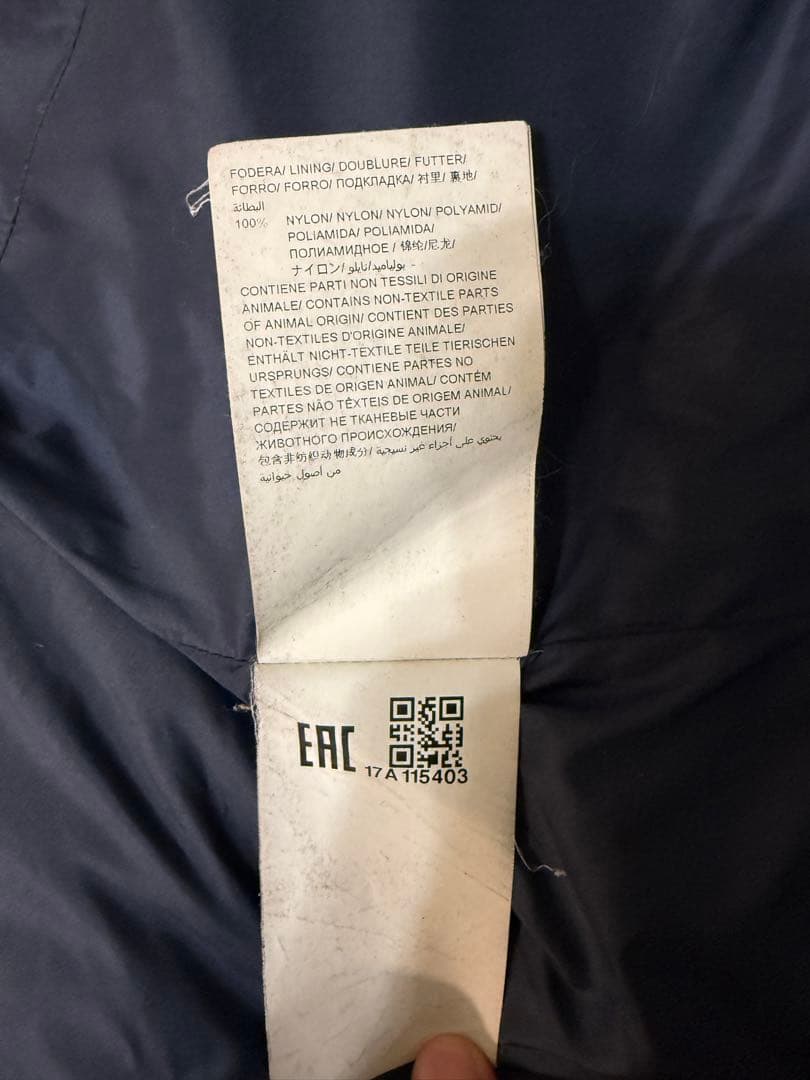 FODERA/ LINING/ DOUBLURE/ FUTTER/
FORRO/ FORRO/ ПОДКЛАДКА/ 衬里/ 裏地/
البطانة
100% NYLON/ NYLON/ NYLON/ POLYAMID/
POLIAMIDA/ POLIAMIDA/
ПОЛИАМИДНОЕ / 锦纶/尼龙/
ナイロン/ بولياميد/نايلو -
CONTIENE PARTI NON TESSILI DI ORIGINE
ANIMALE/ CONTAINS NON-TEXTILE PARTS
OF ANIMAL ORIGIN/ CONTIENT DES PARTIES
NON-TEXTILES D'ORIGINE ANIMALE/
ENTHÄLT NICHT-TEXTILE TEILE TIERISCHEN
URSPRUNGS/ CONTIENE PARTES NO
TEXTILES DE ORIGEN ANIMAL/ CONTÉM
PARTES NÃO TÊXTEIS DE ORIGEM ANIMAL/
СОДЕРЖИТ НЕ ТКАНЕВЫЕ ЧАСТИ
ЖИВОТНОГО ПРОИСХОЖДЕНИЯ/
包含非纺织动物成分/ يحتوي على أجزاء غير نسيجية
من أصول حيوانية
EAC
17A115403